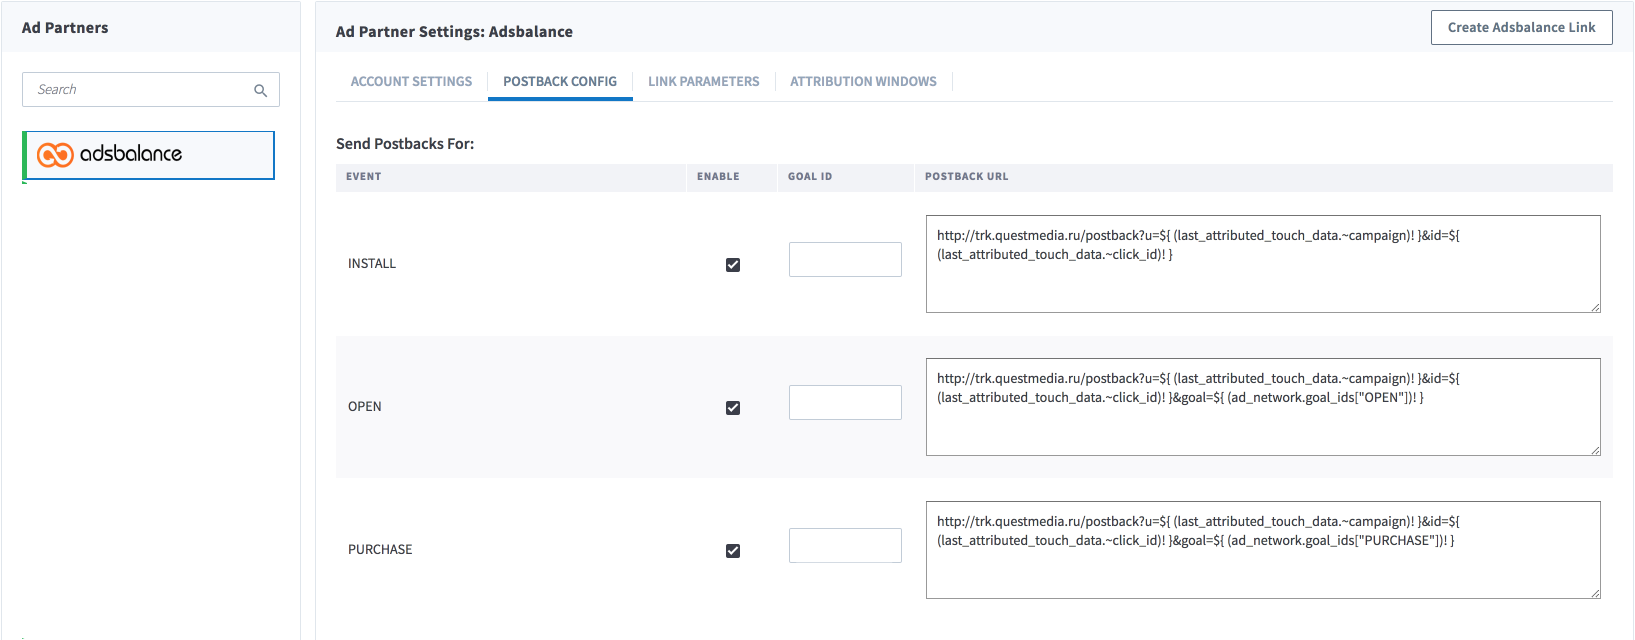 Ad Partners
Search
adsbalance
Ad Partner Settings: Adsbalance
Create Adsbalance Link
ACCOUNT SETTINGS
POSTBACK CONFIG
LINK PARAMETERS
ATTRIBUTION WINDOWS
Send Postbacks For:
EVENT ENABLE GOAL ID POSTBACK URL
INSTALL
http://trk.questmedia.ru/postback?u=${ (last_attributed_touch_data.~campaign)! }&id=${
(last_attributed_touch_data.~click_id)! }
OPEN
http://trk.questmedia.ru/postback?u=${ (last_attributed_touch_data.~campaign)! }&id=${
(last_attributed_touch_data.~click_id)! }&goal=${ (ad_network.goal_ids["OPEN"])! }
PURCHASE
http://trk.questmedia.ru/postback?u=${ (last_attributed_touch_data.~campaign)! }&id=${
(last_attributed_touch_data.~click_id)! }&goal=${ (ad_network.goal_ids["PURCHASE"])! }